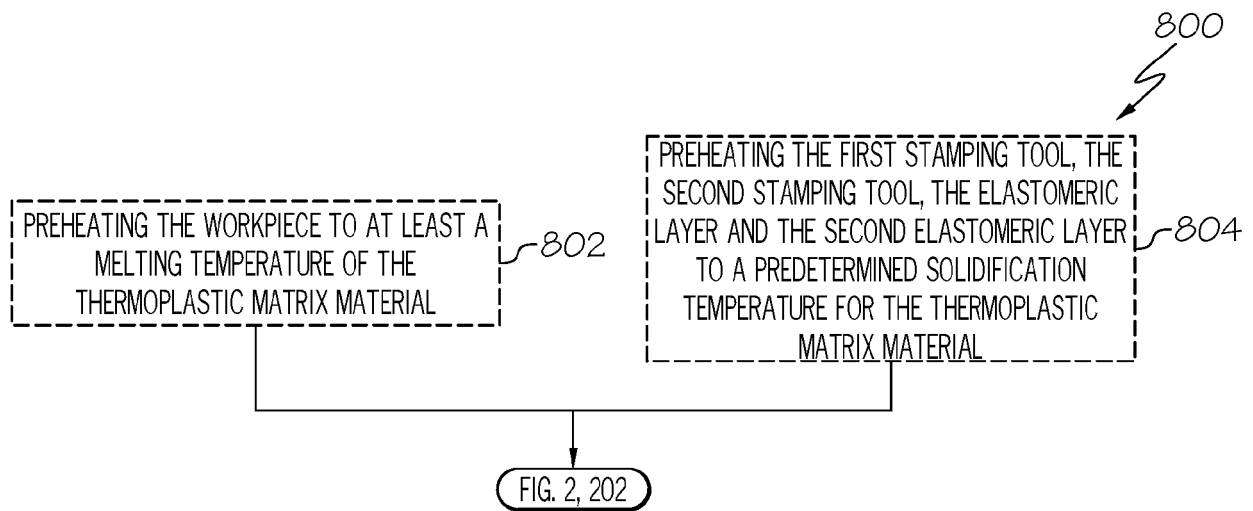 800
PREHEATING THE WORKPIECE TO AT LEAST A
MELTING TEMPERATURE OF THE
THERMOPLASTIC MATRIX MATERIAL
802
PREHEATING THE FIRST STAMPING TOOL, THE
SECOND STAMPING TOOL, THE ELASTOMERIC
LAYER AND THE SECOND ELASTOMERIC LAYER
TO A PREDETERMINED SOLIDIFICATION
TEMPERATURE FOR THE THERMOPLASTIC
MATRIX MATERIAL
804
FIG. 2, 202